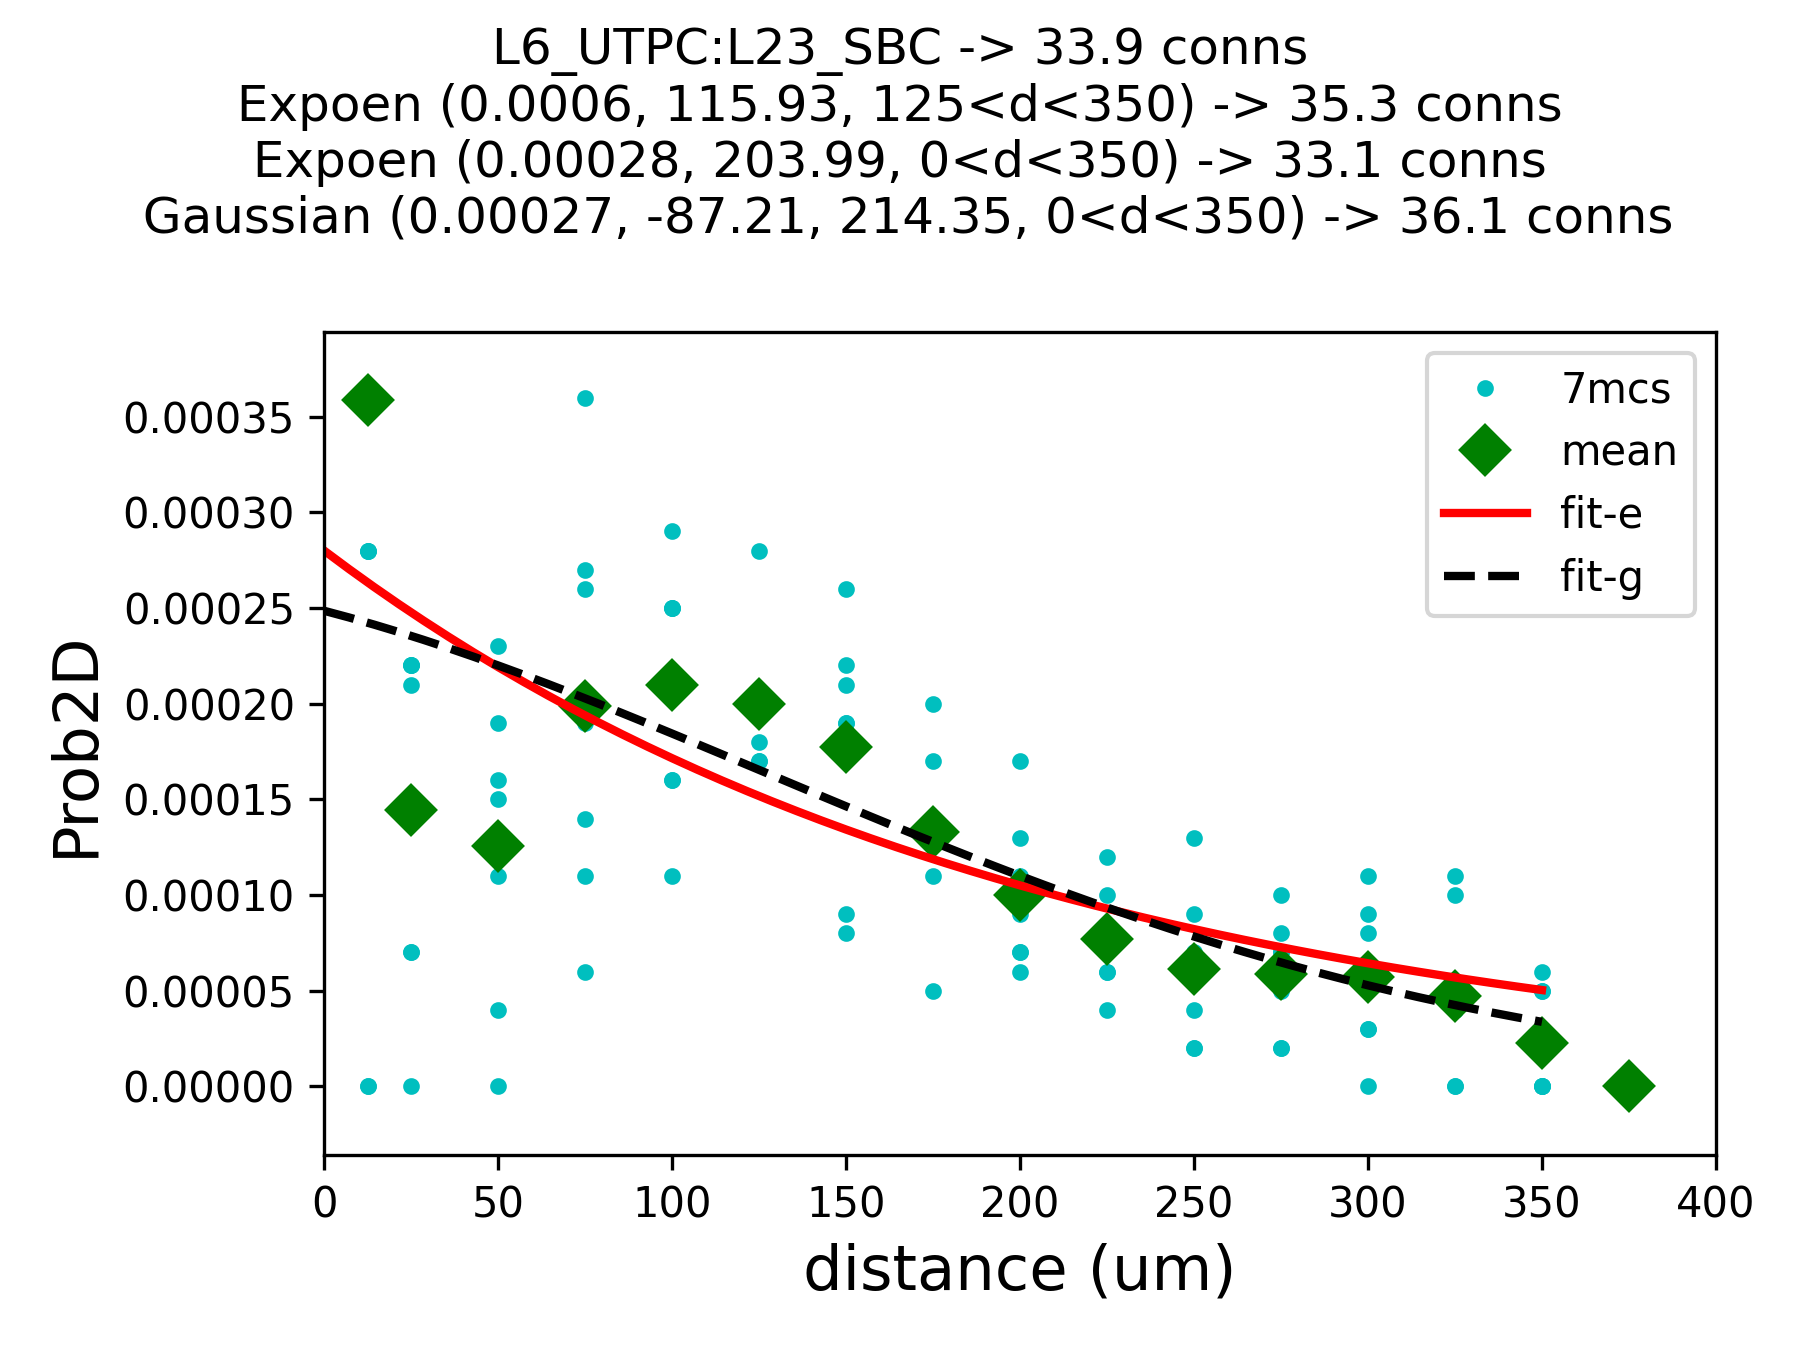 L6_UTPC:L23_SBC -> 33.9 conns
Expoen (0.0006, 115.93, 125<d<350) -> 35.3 conns
Expoen (0.00028, 203.99, 0<d<350) -> 33.1 conns
Gaussian (0.00027, -87.21, 214.35, 0<d<350) -> 36.1 conns
7mcs
mean
fit-e
fit-g
Prob2D
0.00035
0.00030
0.00025
0.00020
0.00015
0.00010
0.00005
0.00000
0 50 100 150 200 250 300 350 400
distance (um)